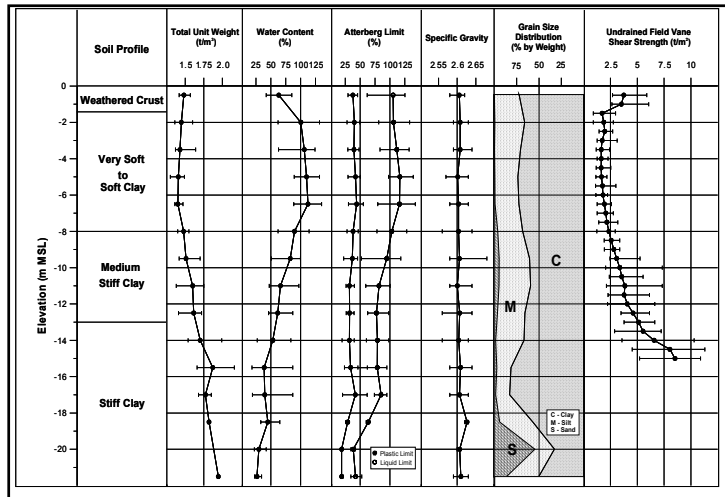 Soil Profile
Total Unit Weight
(t/m³)
1.5 1.75 2.0
Water Content
(%)
25 50 75 100 125
Atterberg Limit
(%)
25 50 75 100 125
Specific Gravity
2.55 2.6 2.65
Grain Size
Distribution
(% by Weight)
75 50 25
Undrained Field Vane
Shear Strength (t/m²)
2.5 5 7.5 10
Elevation (m MSL)
0
-2
-4
-6
-8
-10
-12
-14
-16
-18
-20
Weathered Crust
Very Soft
to
Soft Clay
Medium
Stiff Clay
Stiff Clay
Plastic Limit
Liquid Limit
C
M
S
C - Clay
M - Silt
S - Sand